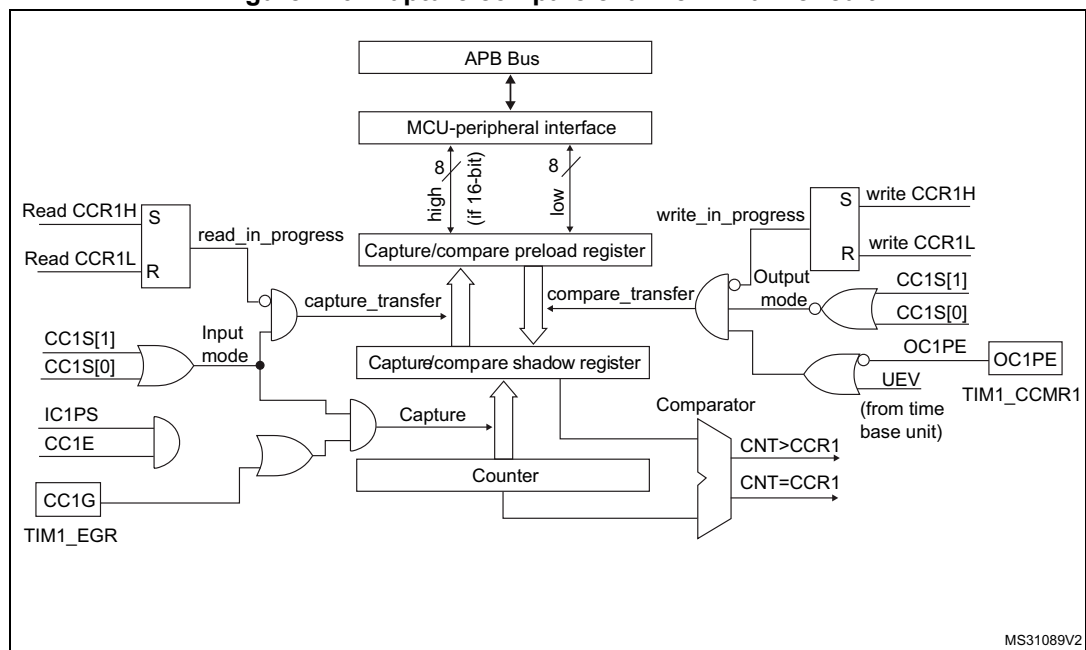 APB Bus
MCU-peripheral interface
8
high
(if 16-bit)
8
low
Read CCR1H
S
read_in_progress
Read CCR1L
R
write_in_progress
S
write CCR1H
R
write CCR1L
Capture/compare preload register
capture_transfer
compare_transfer
Output
mode
CC1S[1]
CC1S[0]
CC1S[1]
CC1S[0]
Input
mode
Capture/compare shadow register
OC1PE
OC1PE
UEV
TIM1_CCMR1
(from time
base unit)
IC1PS
CC1E
Capture
Comparator
CNT>CCR1
Counter
CNT=CCR1
CC1G
TIM1_EGR
MS31089V2